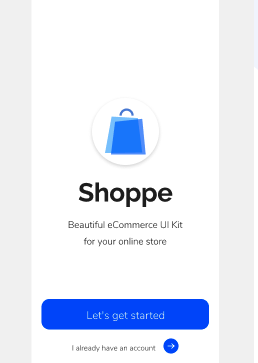 Shoppe
Beautiful eCommerce UI Kit
for your online store
Let's get started
I already have an account